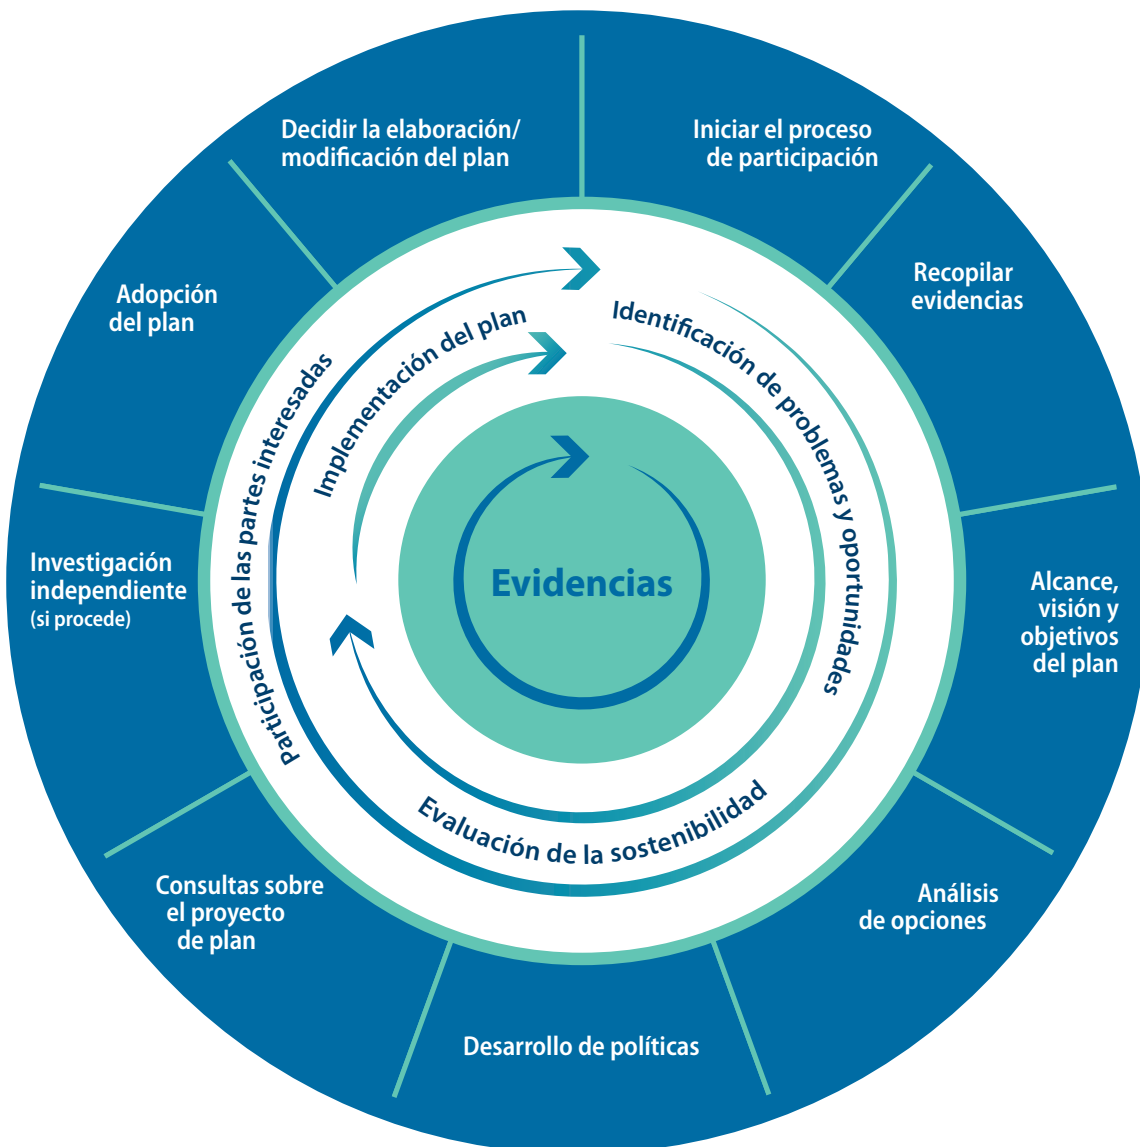 Decidir la elaboración/
modificación del plan
Iniciar el proceso
de participación
Recopilar
evidencias
Alcance,
visión y
objetivos
del plan
Análisis
de opciones
Desarrollo de políticas
Consultas sobre
el proyecto
de plan
Investigación
independiente
(si procede)
Adopción
del plan
Participación de las partes interesadas
Implementación del plan
Identificación de problemas y oportunidades
Evaluación de la sostenibilidad
Evidencias